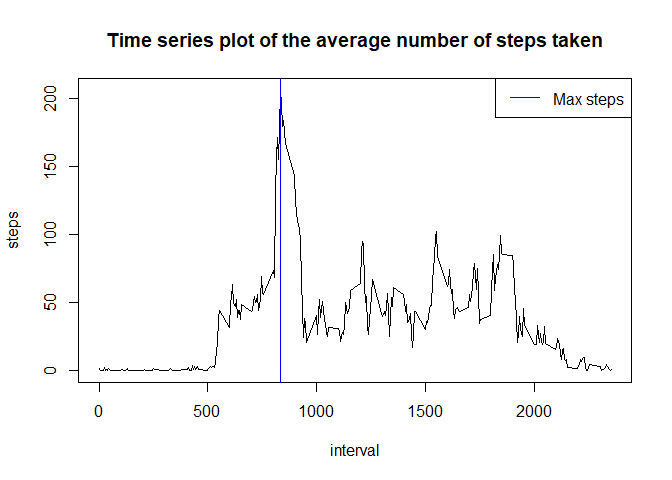 Time series plot of the average number of steps taken
Max steps
200
150
100
50
0
steps
0 500 1000 1500 2000
interval